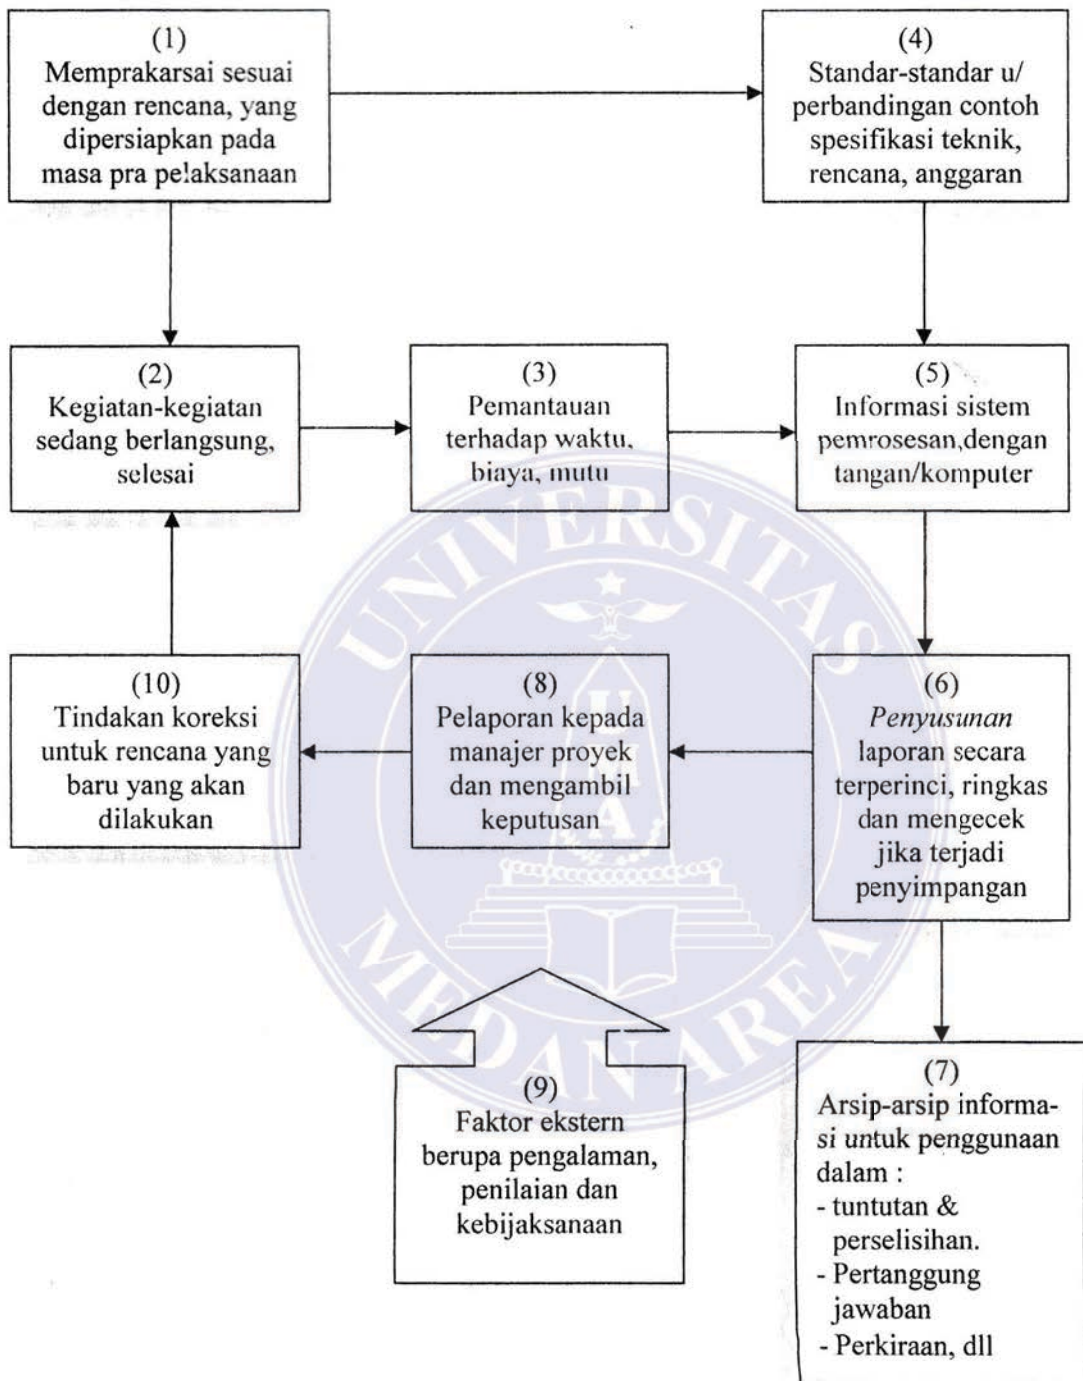 (1)
Memprakarsai sesuai
dengan rencana, yang
dipersiapkan pada
masa pra pelaksanaan
(4)
Standar-standar u/
perbandingan contoh
spesifikasi teknik,
rencana, anggaran
(2)
Kegiatan-kegiatan
sedang berlangsung,
selesai
(3)
Pemantauan
terhadap waktu,
biaya, mutu
(5)
Informasi sistem
pemrosesan,dengan
tangan/komputer
(10)
Tindakan koreksi
untuk rencana yang
baru yang akan
dilakukan
(8)
Pelaporan kepada
manajer proyek
dan mengambil
keputusan
(6)
Penyusunan
laporan secara
terperinci, ringkas
dan mengecek
jika terjadi
penyimpangan
(9)
Faktor ekstern
berupa pengalaman,
penilaian dan
kebijaksanaan
(7)
Arsip-arsip informa-
si untuk penggunaan
dalam :
- tuntutan &
perselisihan.
- Pertanggung
jawaban
- Perkiraan, dll
UNIVERSITAS
UMA
MEDAN AREA